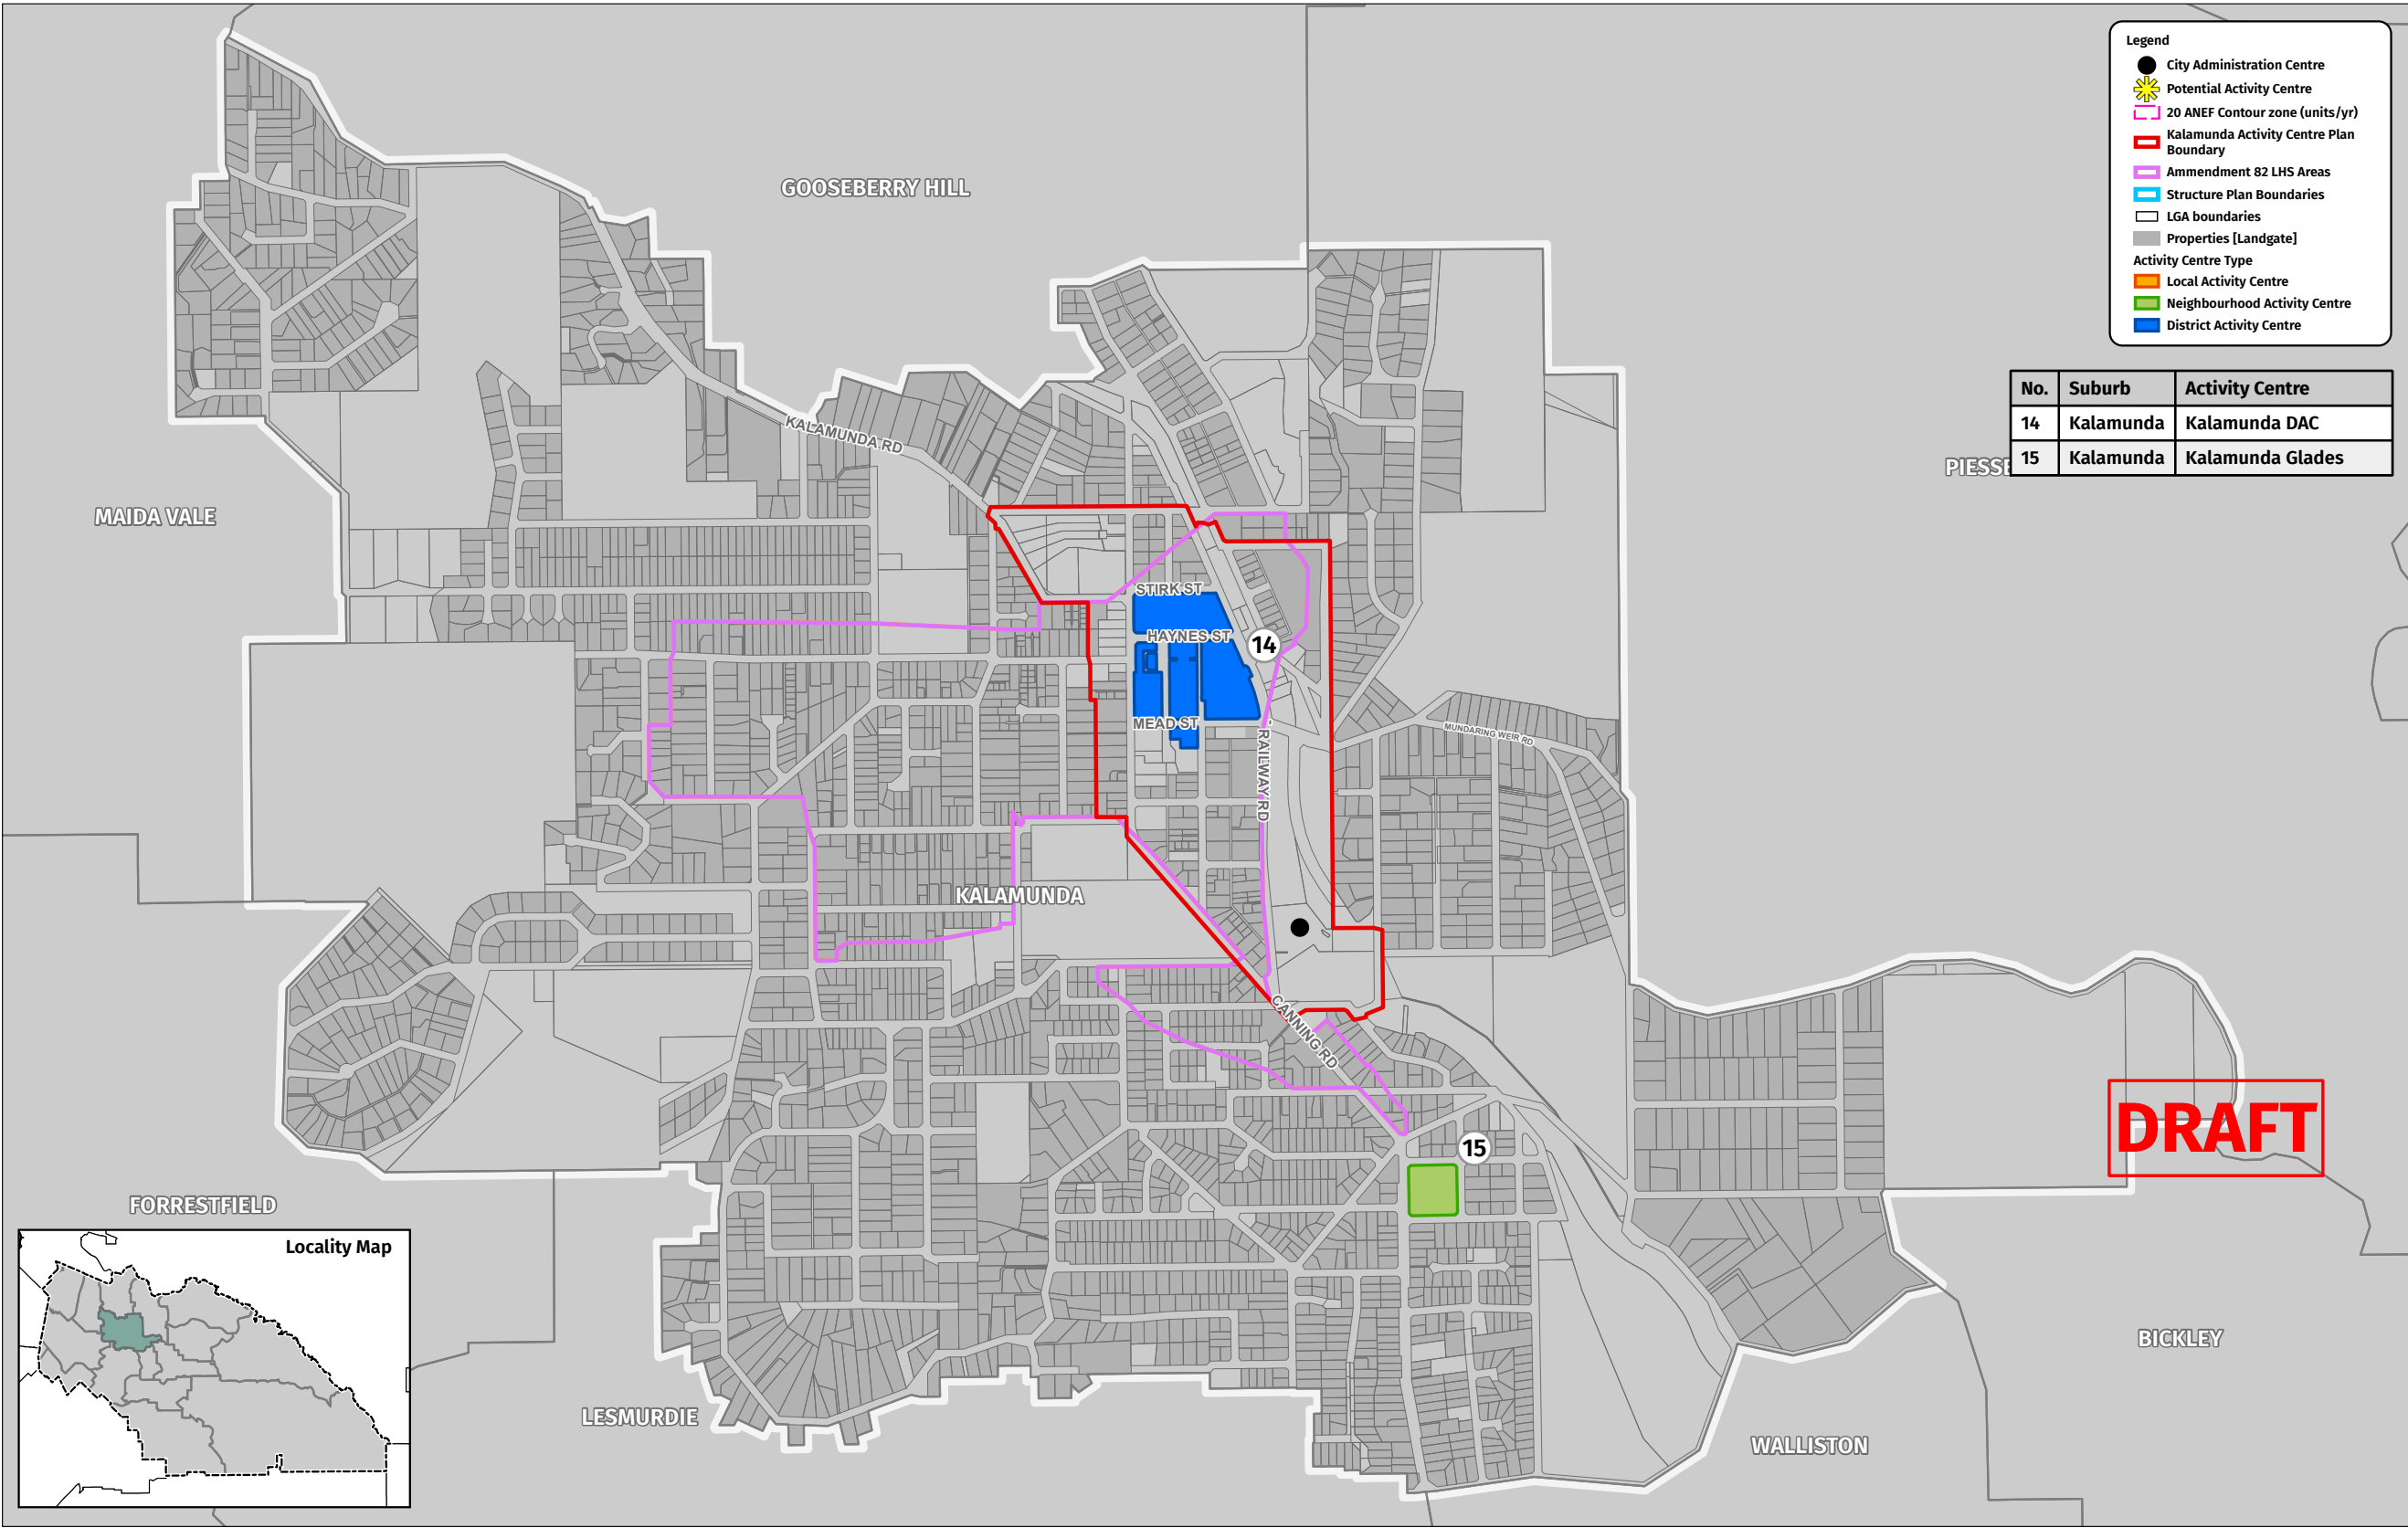 Legend
City Administration Centre
Potential Activity Centre
20 ANEF Contour zone (units/yr)
Kalamunda Activity Centre Plan
Boundary
Ammendment 82 LHS Areas
Structure Plan Boundaries
LGA boundaries
Properties [Landgate]
Activity Centre Type
Local Activity Centre
Neighbourhood Activity Centre
District Activity Centre
No. Suburb Activity Centre
14 Kalamunda Kalamunda DAC
15 Kalamunda Kalamunda Glades
GOOSEBERRY HILL
KALAMUNDA RD
PIESSE
MAIDA VALE
STIRK ST
HAYNES ST
14
MEAD ST
RAILWAY RD
MUNDARING WEIR RD
KALAMUNDA
CANNING RD
15
DRAFT
FORRESTFIELD
Locality Map
BICKLEY
LESMURDIE
WALLISTON